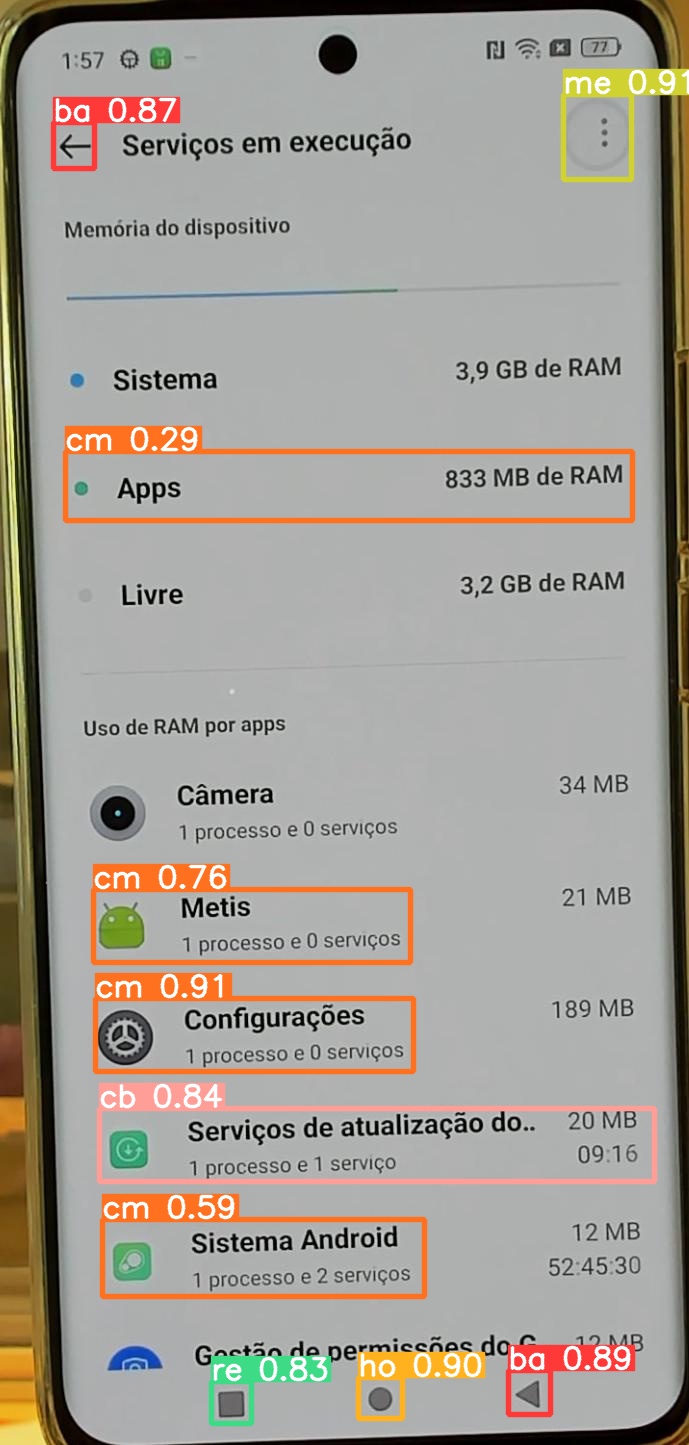 1:57
77
ba 0.87
me 0.91
Serviços em execução
Memória do dispositivo
Sistema 3,9 GB de RAM
cm 0.29
Apps 833 MB de RAM
Livre 3,2 GB de RAM
Uso de RAM por apps
Câmera 34 MB
1 processo e 0 serviços
cm 0.76
Metis 21 MB
1 processo e 0 serviços
cm 0.91
Configurações 189 MB
1 processo e 0 serviços
cb 0.84
Serviços de atualização do.. 20 MB
1 processo e 1 serviço 09:16
cm 0.59
Sistema Android 12 MB
1 processo e 2 serviços 52:45:30
Gestão de permissões do 12 MB
re 0.83
ho 0.90
ba 0.89